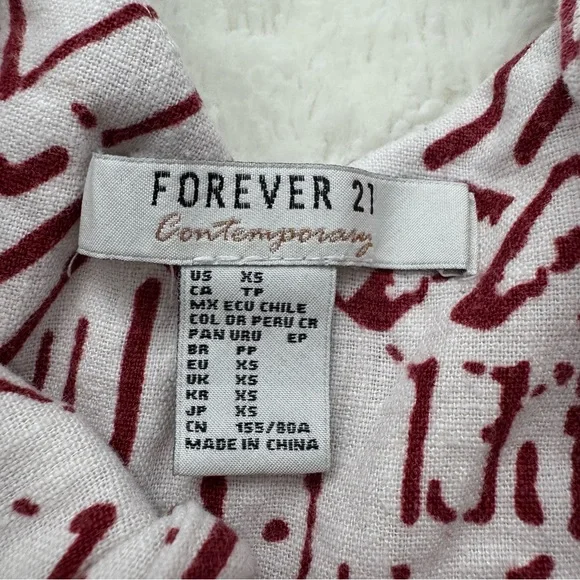 FOREVER 21
Contemporary
US XS
CA TP
MX ECU CHILE
COL DR PERU CR
PAN URU EP
BR PP
EU XS
UK XS
KR XS
JP XS
CN 155/80A
MADE IN CHINA